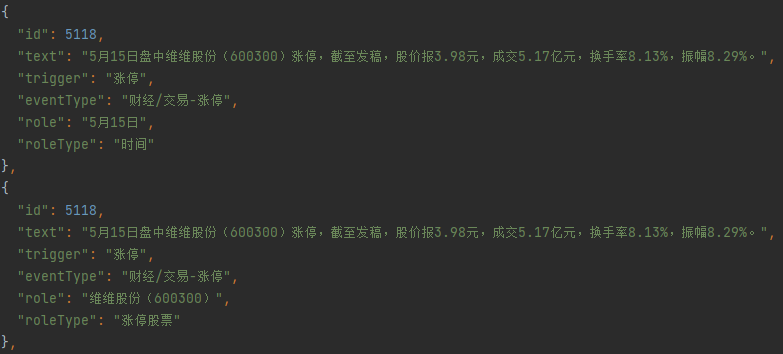 {
  "id": 5118,
  "text": "5月15日盘中维维股份（600300）涨停，截至发稿，股价报3.98元，成交5.17亿元，换手率8.13%，振幅8.29%。",
  "trigger": "涨停",
  "eventType": "财经/交易-涨停",
  "role": "5月15日",
  "roleType": "时间"
},
{
  "id": 5118,
  "text": "5月15日盘中维维股份（600300）涨停，截至发稿，股价报3.98元，成交5.17亿元，换手率8.13%，振幅8.29%。",
  "trigger": "涨停",
  "eventType": "财经/交易-涨停",
  "role": "维维股份（600300）",
  "roleType": "涨停股票"
},